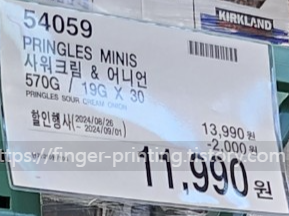 54059
KIRKLAND
PRINGLES MINIS
사워크림 & 어니언
570G / 19G X 30
PRINGLES SOUR CREAM ONION
할인행사(2024/08/26
~ 2024/09/01)
13,990 원
-2,000 원
https://finger-printing.tistory.com
11,990 원